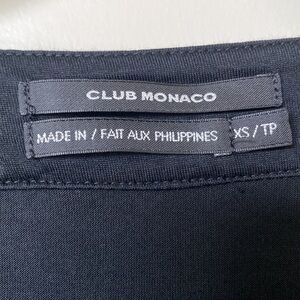 CLUB MONACO
MADE IN / FAIT AUX PHILIPPINES XS / TP